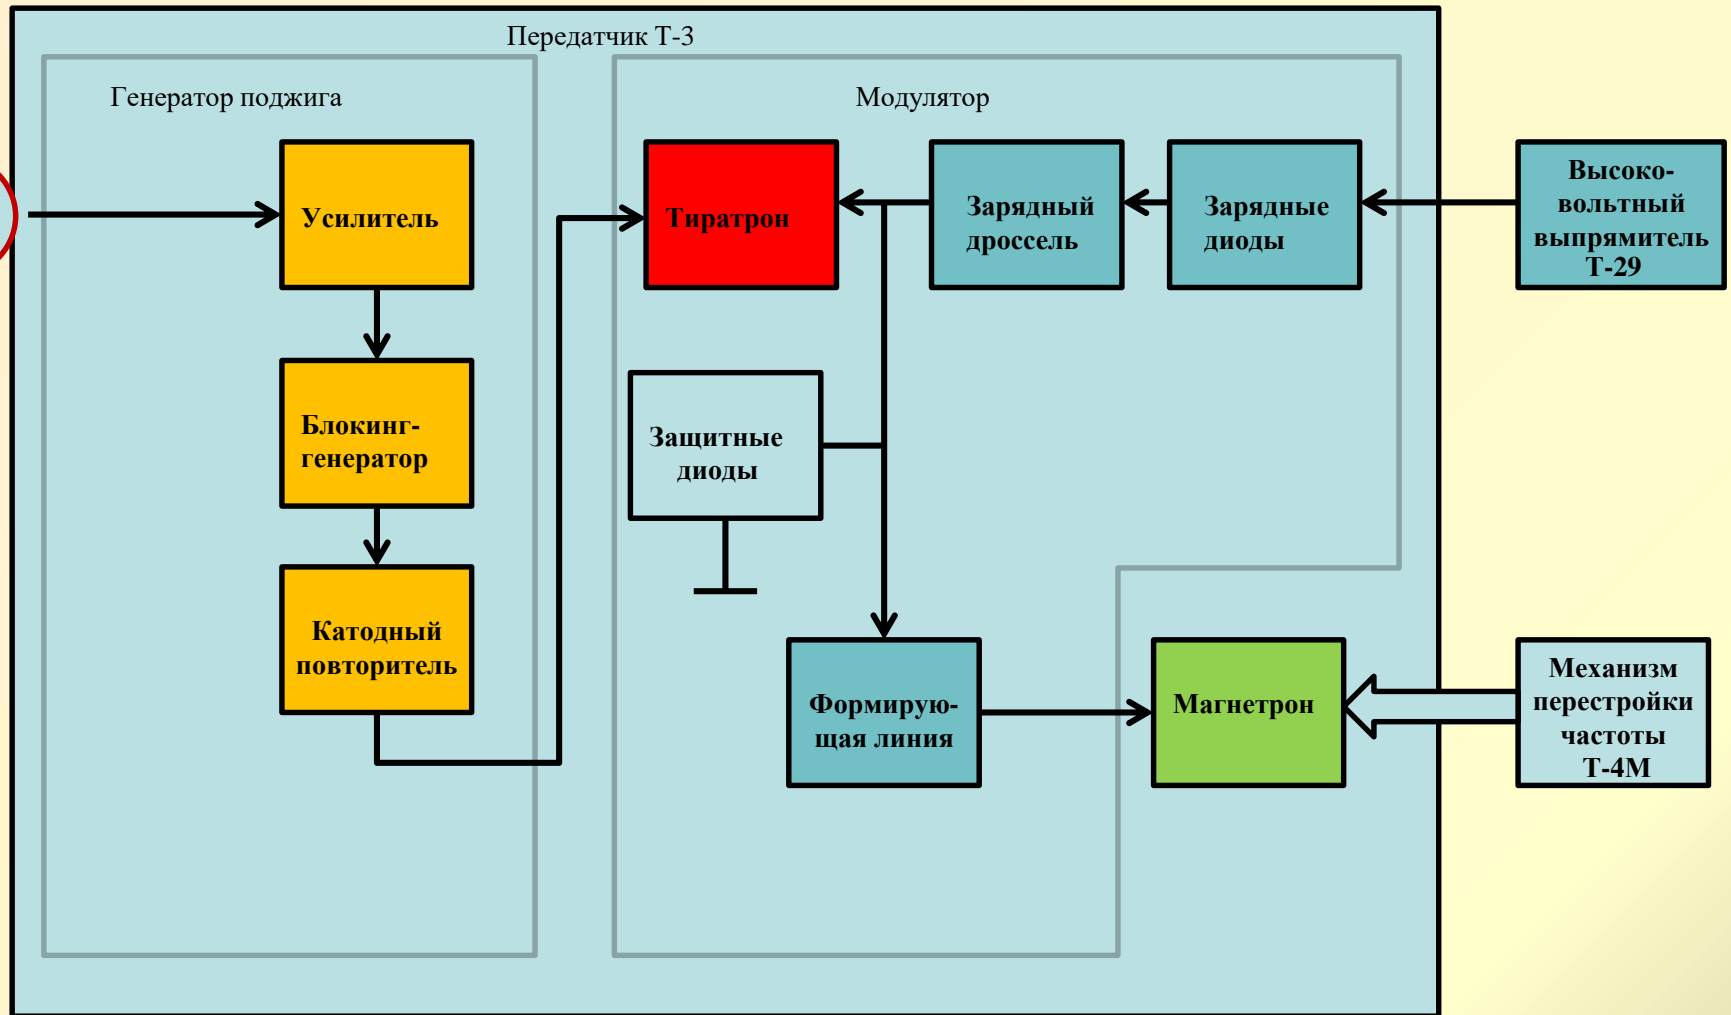 Передатчик Т-3
Генератор поджига
Модулятор
Усилитель
Тиратрон
Зарядный
дроссель
Зарядные
диоды
Высоко-
вольтный
выпрямитель
Т-29
Блокинг-
генератор
Защитные
диоды
Катодный
повторитель
Формирую-
щая линия
Магнетрон
Механизм
перестройки
частоты
Т-4М